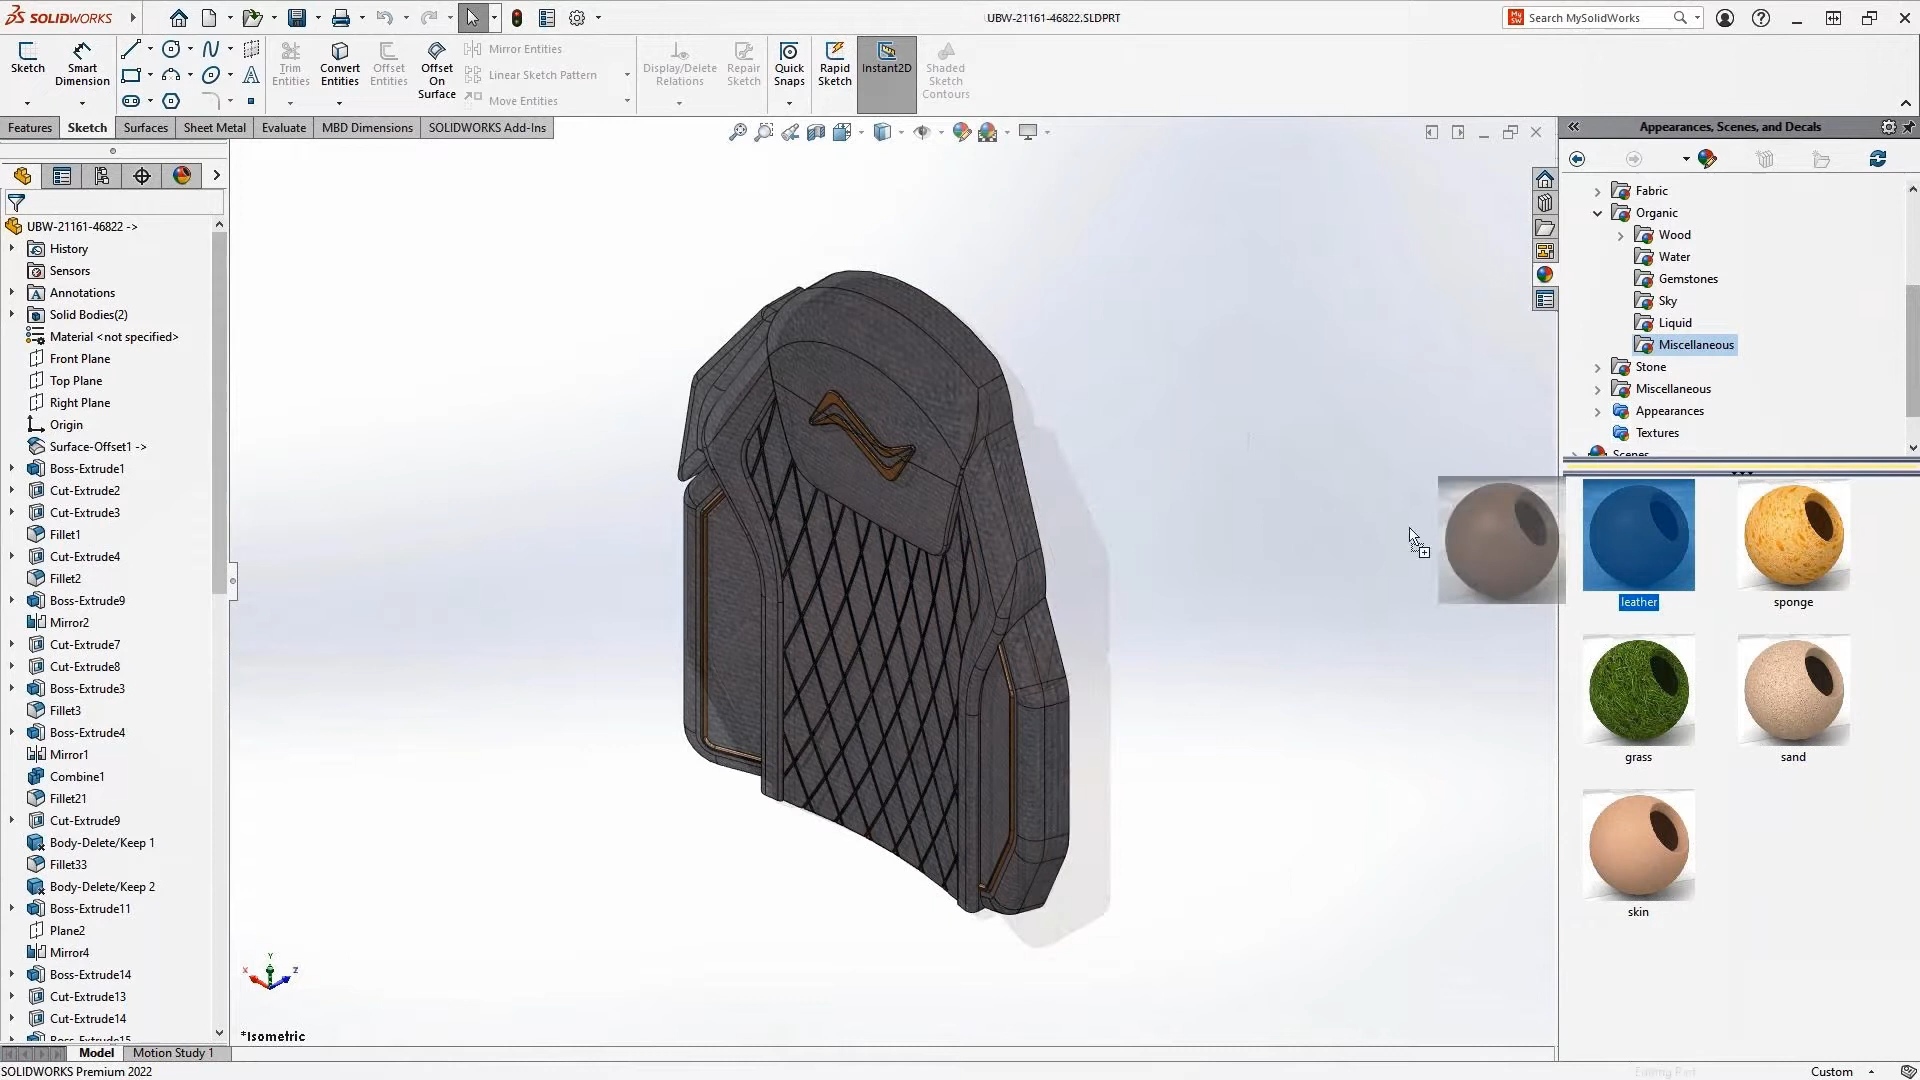 SOLIDWORKS
UBW-21161-46822.SLDPRT
MySW
Search MySolidWorks
Sketch
Smart Dimension
Trim Entities
Convert Entities
Offset Entities
Offset On Surface
Mirror Entities
Linear Sketch Pattern
Move Entities
Display/Delete Relations
Repair Sketch
Quick Snaps
Rapid Sketch
Instant2D
Shaded Sketch Contours
Features
Sketch
Surfaces
Sheet Metal
Evaluate
MBD Dimensions
SOLIDWORKS Add-Ins
UBW-21161-46822 ->
History
Sensors
Annotations
Solid Bodies(2)
Material <not specified>
Front Plane
Top Plane
Right Plane
Origin
Surface-Offset1 ->
Boss-Extrude1
Cut-Extrude2
Cut-Extrude3
Fillet1
Cut-Extrude4
Fillet2
Boss-Extrude9
Mirror2
Cut-Extrude7
Cut-Extrude8
Boss-Extrude3
Fillet3
Boss-Extrude4
Mirror1
Combine1
Fillet21
Cut-Extrude9
Body-Delete/Keep 1
Fillet33
Body-Delete/Keep 2
Boss-Extrude11
Plane2
Mirror4
Boss-Extrude14
Cut-Extrude13
Cut-Extrude14
Boss-Extrude15
X
Y
Z
*Isometric
Appearances, Scenes, and Decals
Fabric
Organic
Wood
Water
Gemstones
Sky
Liquid
Miscellaneous
Stone
Miscellaneous
Appearances
Textures
Scenes
leather
sponge
grass
sand
skin
Model
Motion Study 1
SOLIDWORKS Premium 2022
Editing Part
Custom